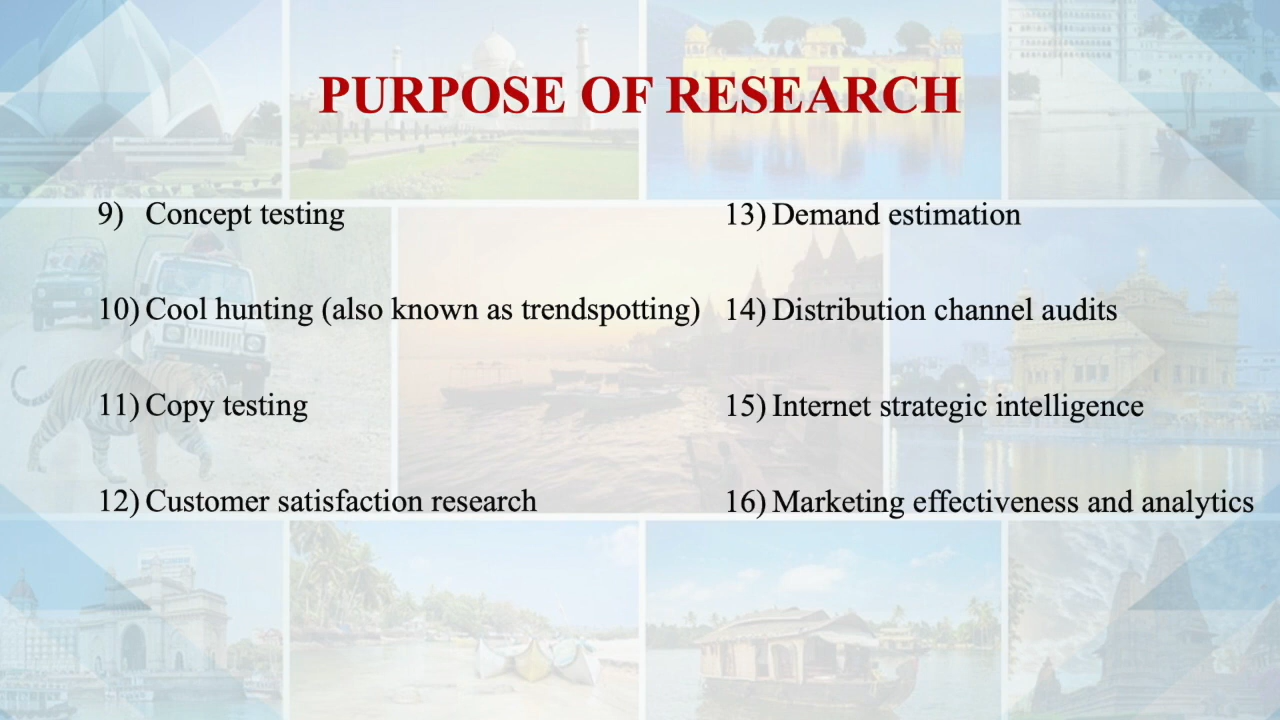 PURPOSE OF RESEARCH
9) Concept testing
10) Cool hunting (also known as trendspotting)
11) Copy testing
12) Customer satisfaction research
13) Demand estimation
14) Distribution channel audits
15) Internet strategic intelligence
16) Marketing effectiveness and analytics